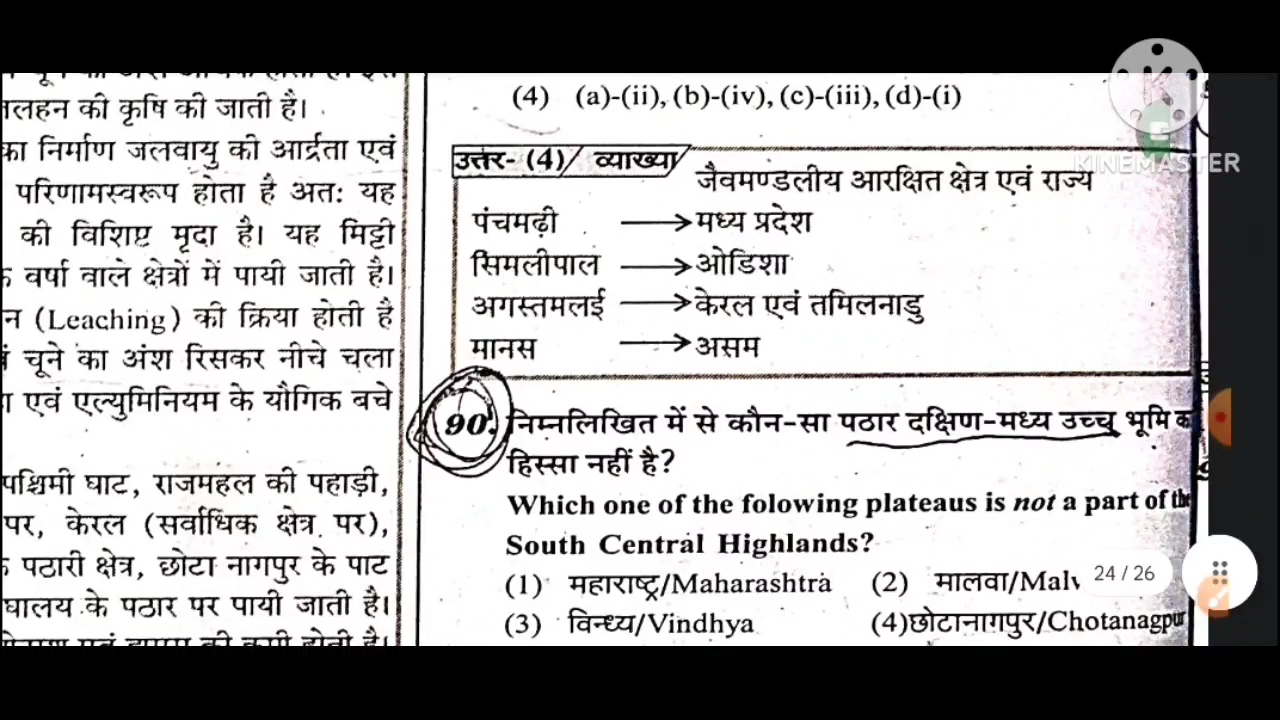 तलहन की कृषि की जाती है।
का निर्माण जलवायु की आर्द्रता एवं
परिणामस्वरूप होता है अत: यह
की विशिष्ट मृदा है। यह मिट्टी
वर्षा वाले क्षेत्रों में पायी जाती है।
न (Leaching) की क्रिया होती है
चूने का अंश रिसकर नीचे चला
एवं एल्युमिनियम के यौगिक बचे
पश्चिमी घाट, राजमहल की पहाड़ी,
पर, केरल (सर्वाधिक क्षेत्र पर),
पठारी क्षेत्र, छोटा नागपुर के पाट
घालय के पठार पर पायी जाती है।
(4) (a)-(ii), (b)-(iv), (c)-(iii), (d)-(i)
उत्तर- (4) व्याख्या
जैवमण्डलीय आरक्षित क्षेत्र एवं राज्य
पंचमढ़ी → मध्य प्रदेश
सिमलीपाल → ओडिशा
अगस्तमलई → केरल एवं तमिलनाडु
मानस → असम
90. निम्नलिखित में से कौन-सा पठार दक्षिण-मध्य उच्च भूमि का
हिस्सा नहीं है?
Which one of the folowing plateaus is not a part of the
South Central Highlands?
(1) महाराष्ट्र/Maharashtra (2) मालवा/Malv
(3) विन्ध्य/Vindhya (4)छोटानागपुर/Chotanagpur
KINEMASTER
24 / 26